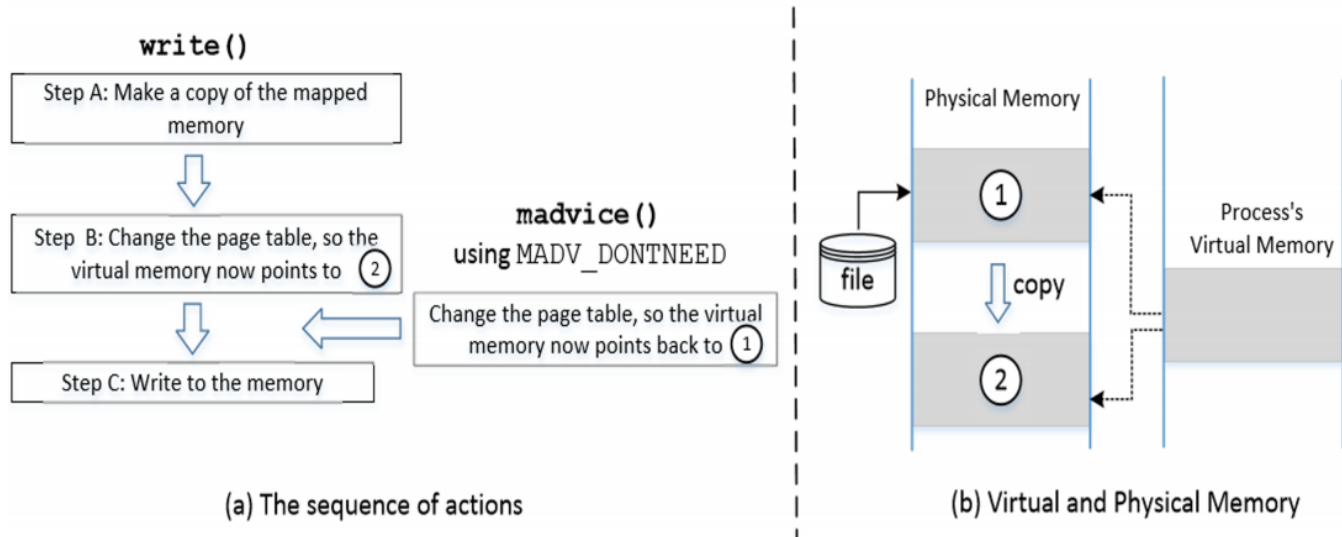 write()
Step A: Make a copy of the mapped
memory
Step B: Change the page table, so the
virtual memory now points to 2
Step C: Write to the memory
madvice()
using MADV_DONTNEED
Change the page table, so the virtual
memory now points back to 1
(a) The sequence of actions
Physical Memory
1
file
copy
2
Process's
Virtual Memory
(b) Virtual and Physical Memory